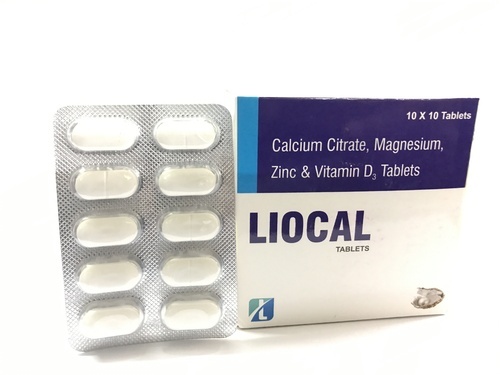 10 X 10 Tablets
Calcium Citrate, Magnesium,
Zinc & Vitamin D₃ Tablets
LIOCAL
TABLETS